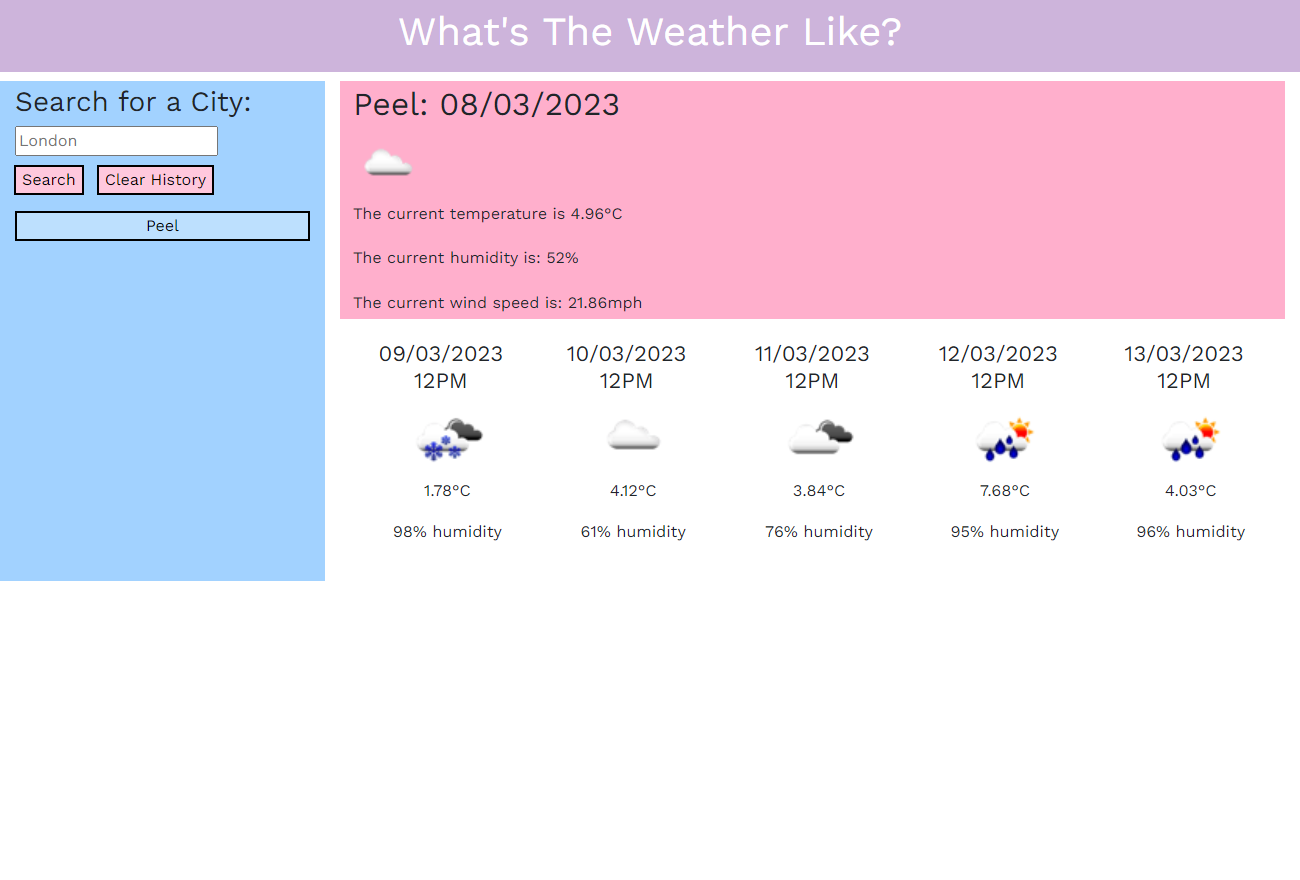 What's The Weather Like?
Search for a City:
London
Search
Clear History
Peel
Peel: 08/03/2023
The current temperature is 4.96°C
The current humidity is: 52%
The current wind speed is: 21.86mph
09/03/2023
12PM
1.78°C
98% humidity
10/03/2023
12PM
4.12°C
61% humidity
11/03/2023
12PM
3.84°C
76% humidity
12/03/2023
12PM
7.68°C
95% humidity
13/03/2023
12PM
4.03°C
96% humidity